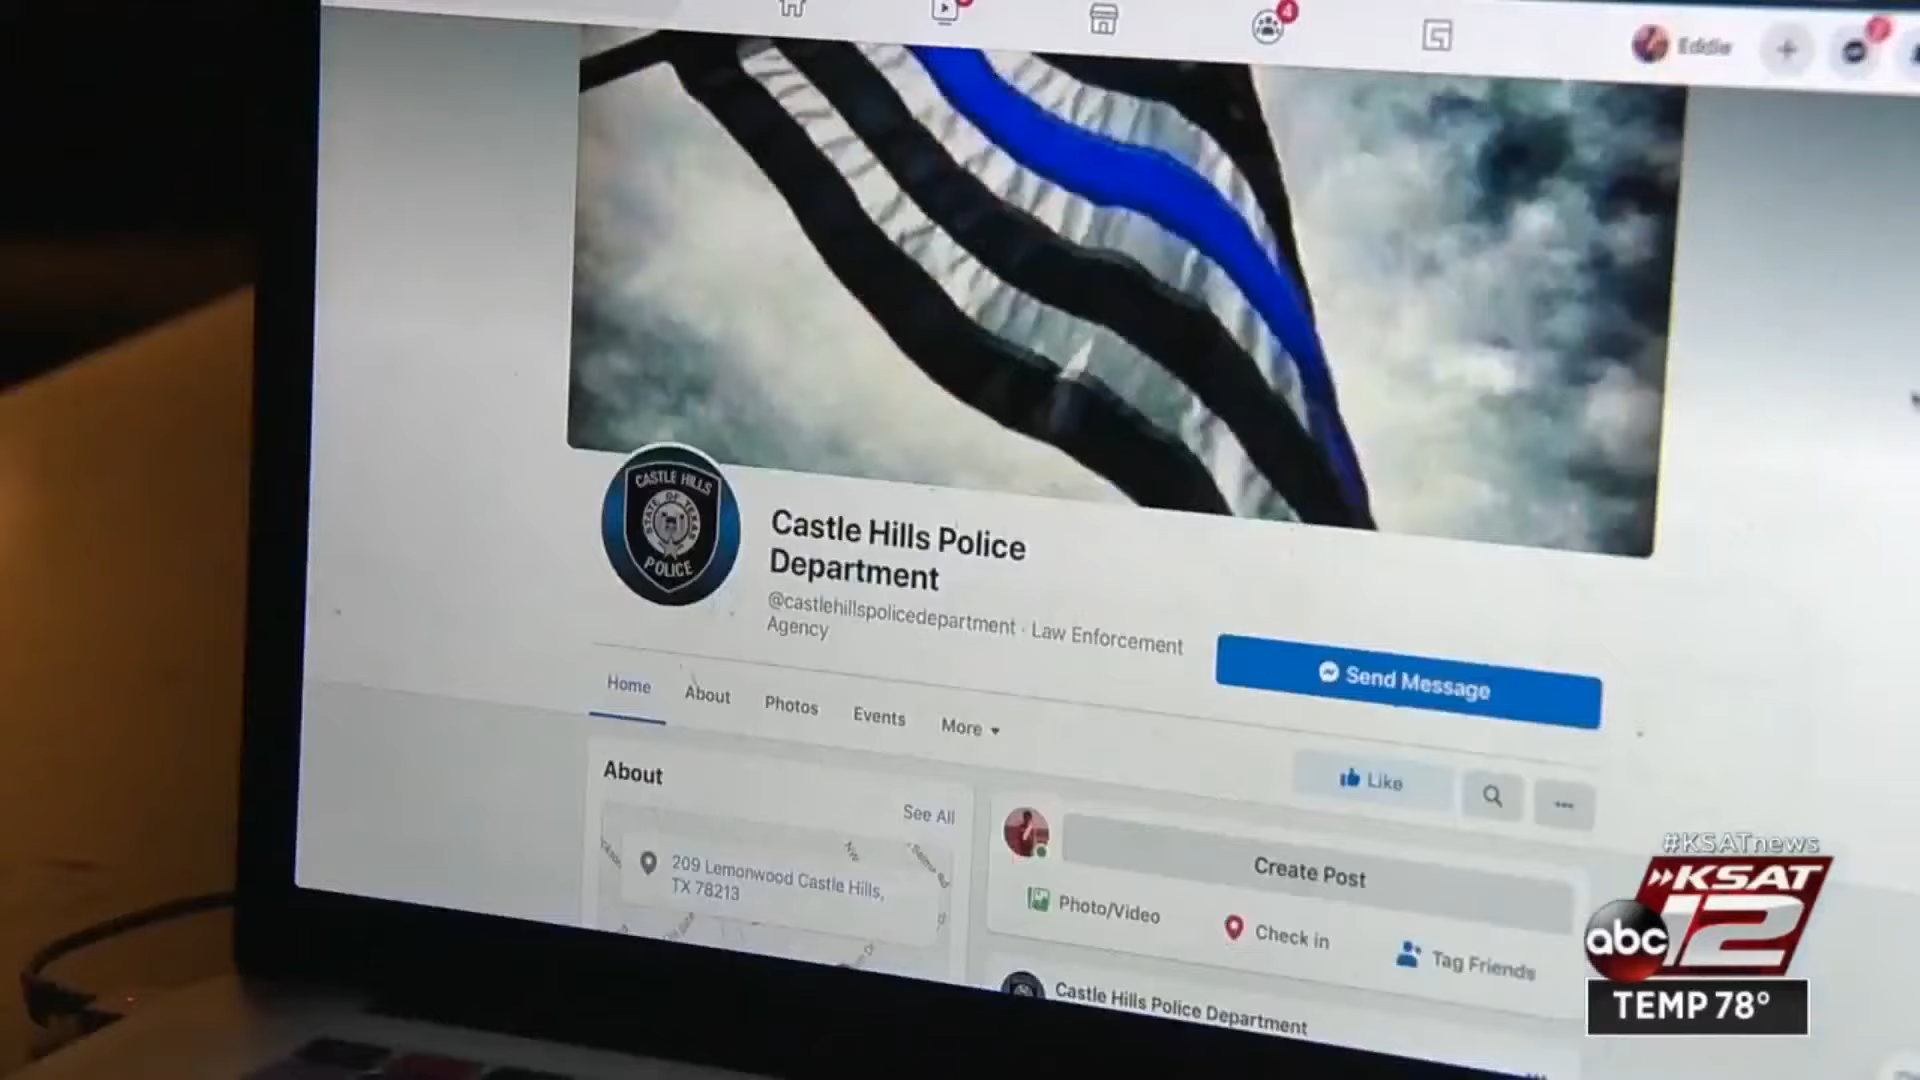 4
Eddie
CASTLE HILLS
STATE OF TEXAS
POLICE
Castle Hills Police
Department
@castlehillspolicedepartment · Law Enforcement
Agency
Send Message
Home About Photos Events More
Like
About
See All
209 Lemonwood Castle Hills,
TX 78213
Create Post
Photo/Video Check in Tag Friends
Castle Hills Police Department
#KSATnews
KSAT
abc 12
TEMP 78°